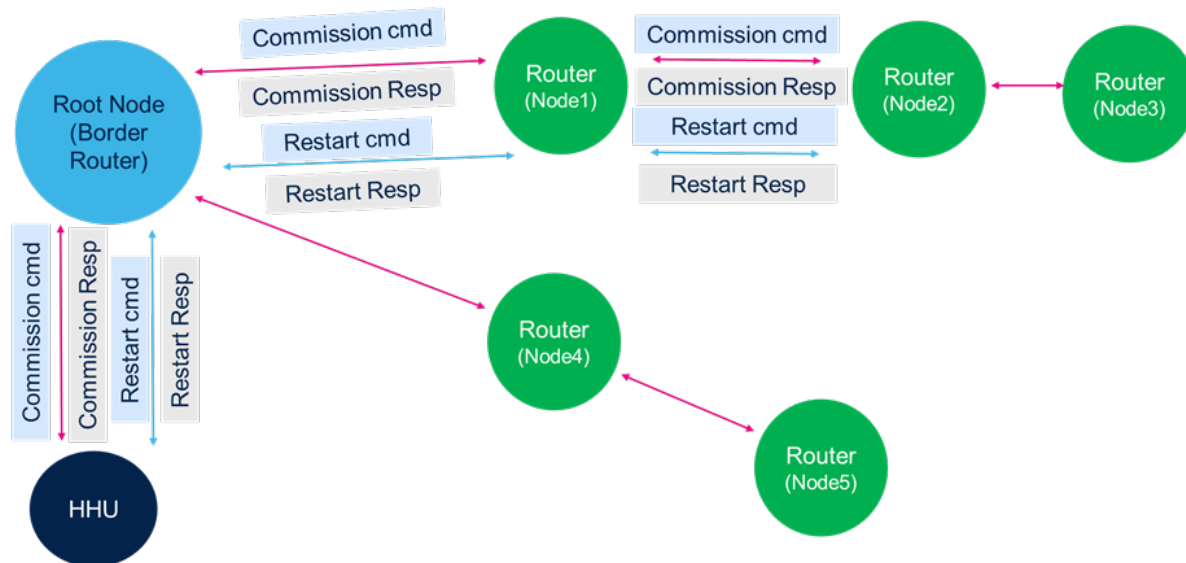 Commission cmd
Commission Resp
Restart cmd
Restart Resp
Root Node
(Border
Router)
Router
(Node1)
Commission cmd
Commission Resp
Restart cmd
Restart Resp
Router
(Node2)
Router
(Node3)
Commission cmd
Commission Resp
Restart cmd
Restart Resp
Router
(Node4)
Router
(Node5)
HHU